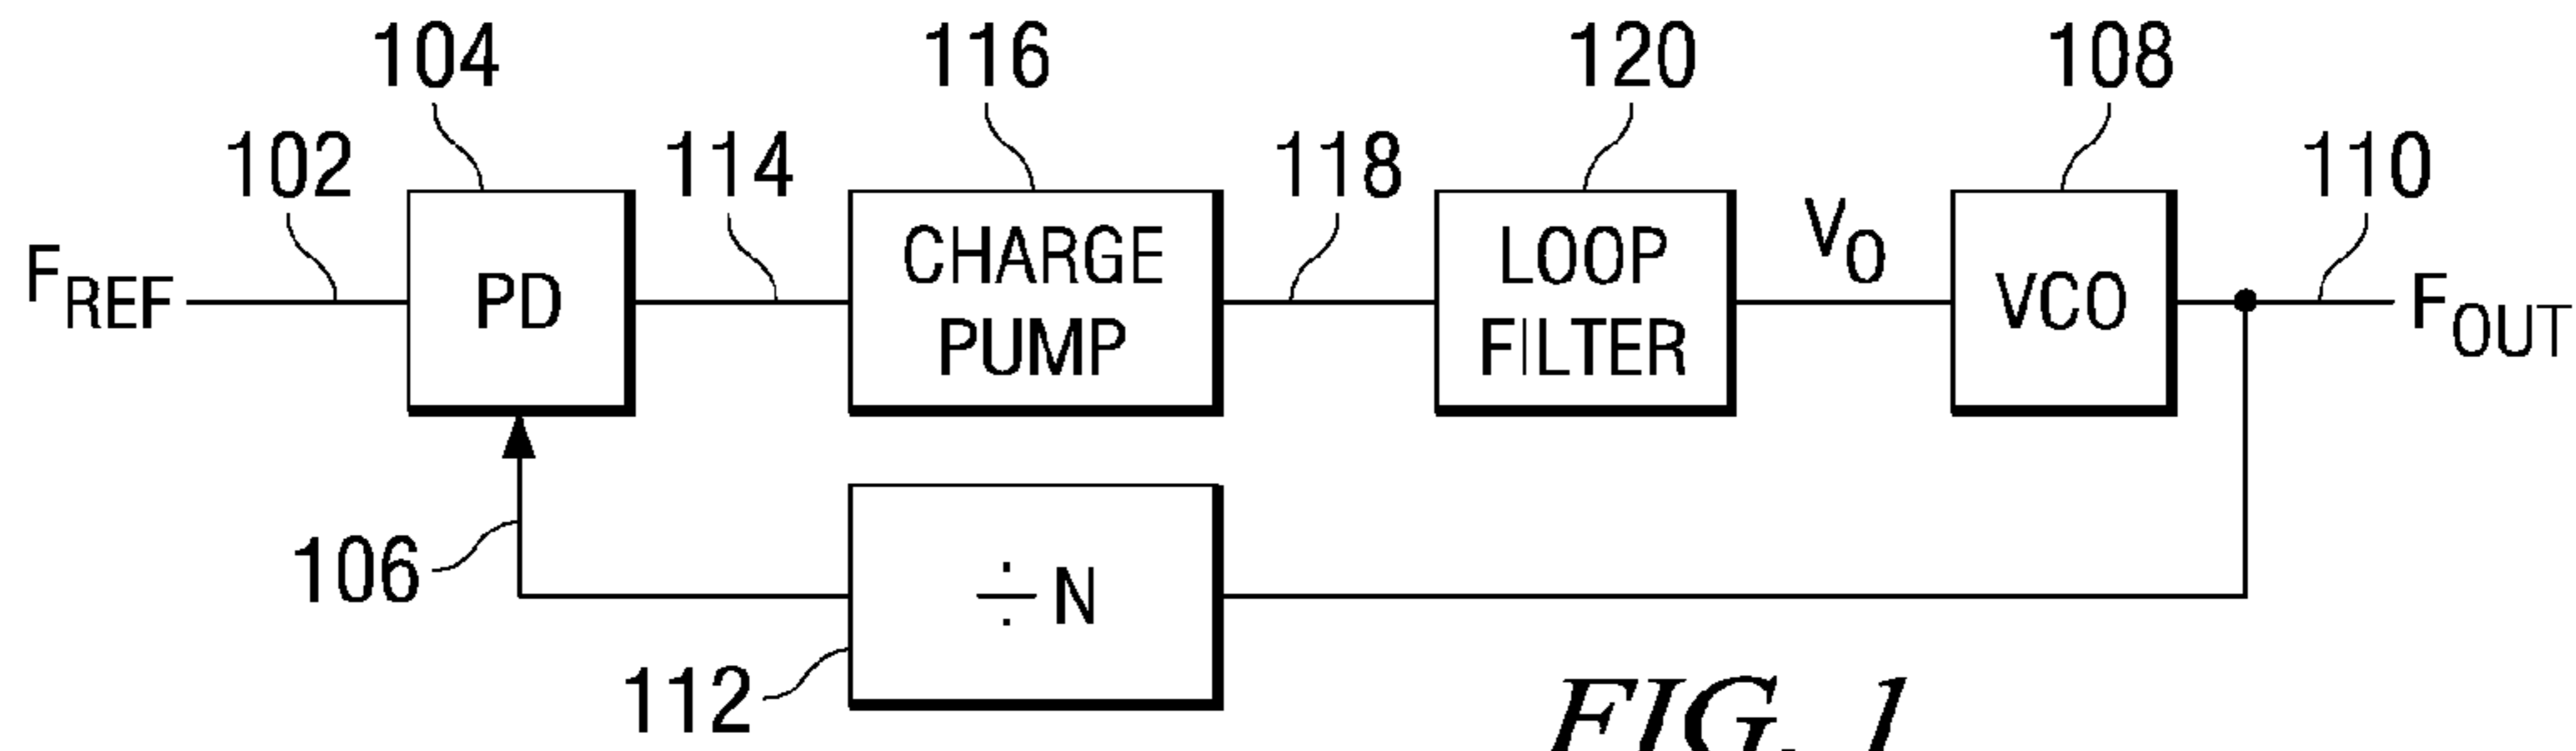 104
116
120
108
102
114
118
110
F_REF
PD
CHARGE
PUMP
LOOP
FILTER
V_O
VCO
F_OUT
106
÷ N
112
FIG. 1